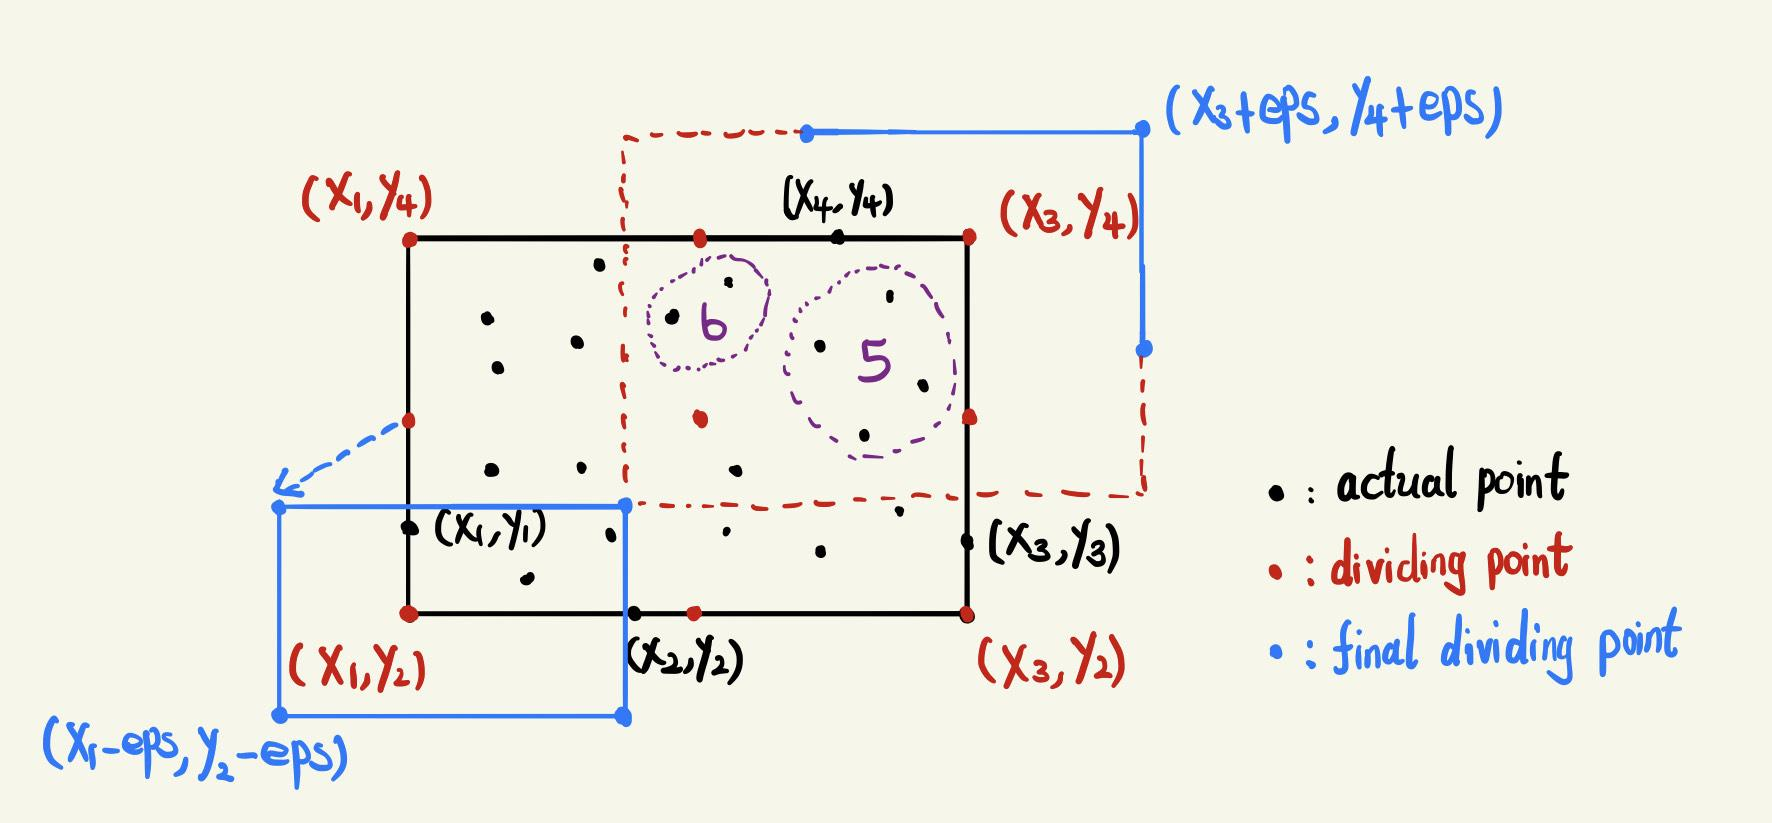 (X3+eps, Y4+eps)
(X1, Y4)
(X4, Y4)
(X3, Y4)
6
5
(X1, Y1)
(X3, Y3)
• : actual point
• : dividing point
• : final dividing point
(X1, Y2)
(X2, Y2)
(X3, Y2)
(X1-eps, Y2-eps)